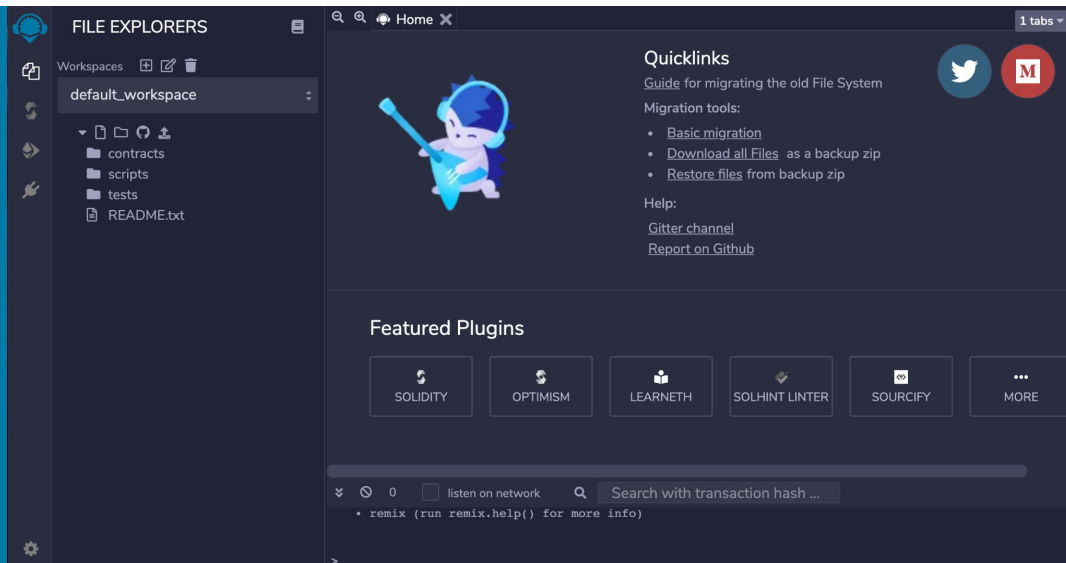 FILE EXPLORERS
Workspaces
default_workspace
contracts
scripts
tests
README.txt
Home
1 tabs
Quicklinks
Guide for migrating the old File System
Migration tools:
• Basic migration
• Download all Files as a backup zip
• Restore files from backup zip
Help:
Gitter channel
Report on Github
M
Featured Plugins
SOLIDITY
OPTIMISM
LEARNETH
SOLHINT LINTER
SOURCIFY
MORE
0
listen on network
Search with transaction hash ...
• remix (run remix.help() for more info)
>